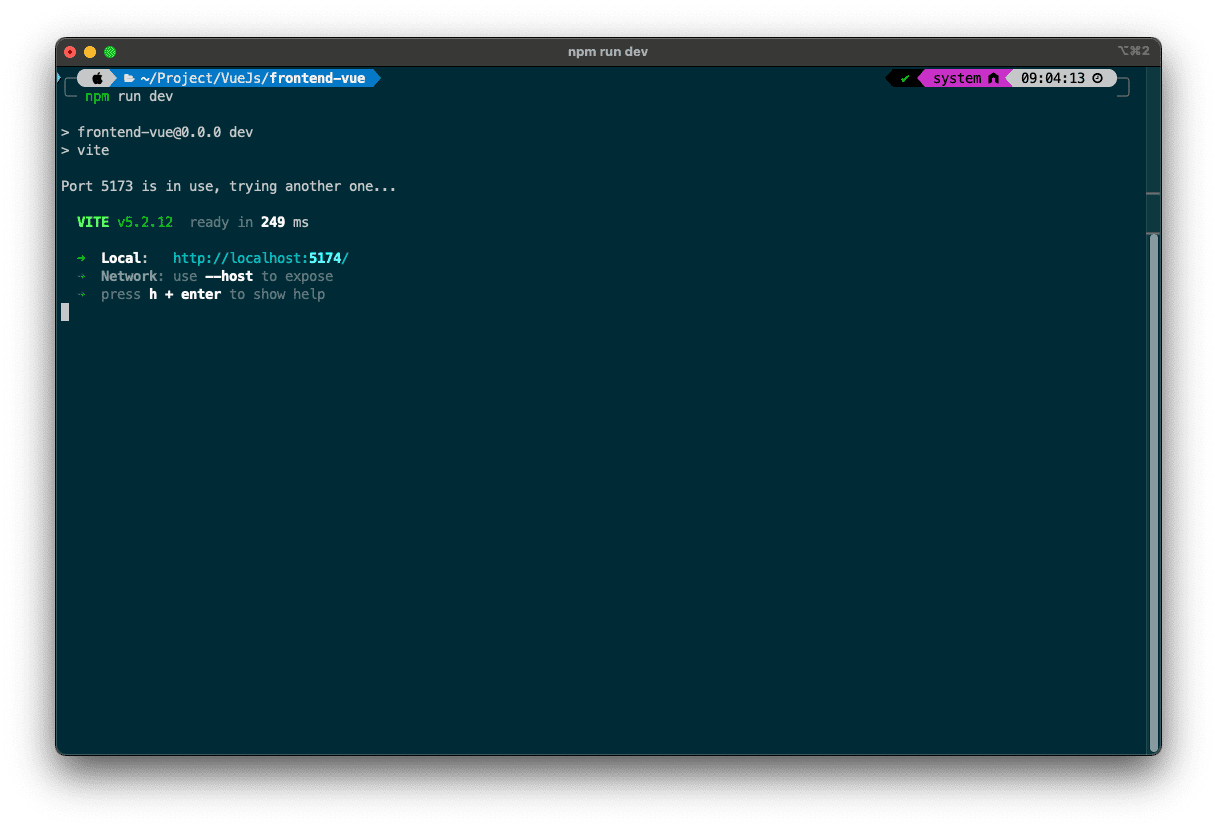 npm run dev
⌥⌘2
~/Project/VueJs/frontend-vue
✔ system 09:04:13
npm run dev
> frontend-vue@0.0.0 dev
> vite
Port 5173 is in use, trying another one...
VITE v5.2.12 ready in 249 ms
➜ Local: http://localhost:5174/
➜ Network: use --host to expose
➜ press h + enter to show help